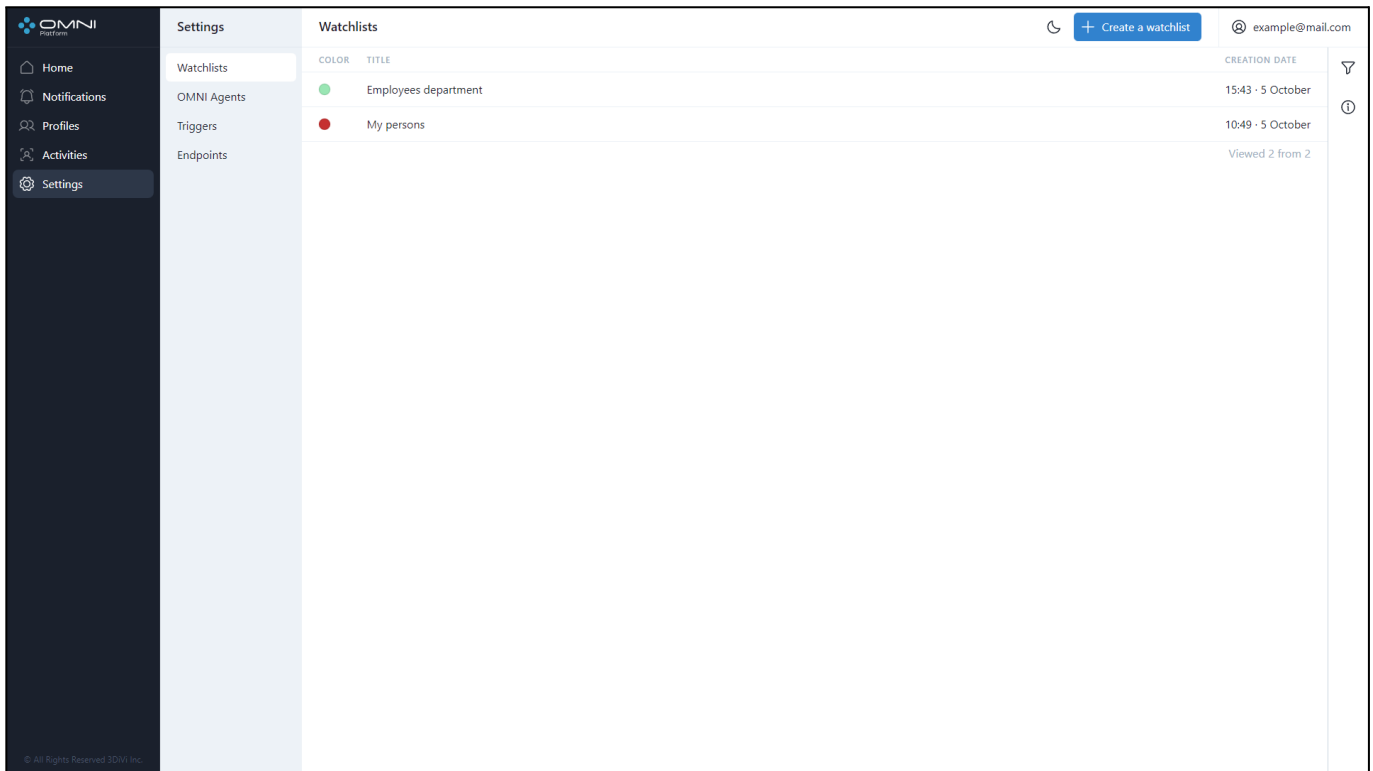 OMNI
Platform
Home
Notifications
Profiles
Activities
Settings
© All Rights Reserved 3DiVi Inc.
Settings
Watchlists
OMNI Agents
Triggers
Endpoints
Watchlists
Create a watchlist
example@mail.com
COLOR TITLE CREATION DATE
Employees department 15:43 · 5 October
My persons 10:49 · 5 October
Viewed 2 from 2